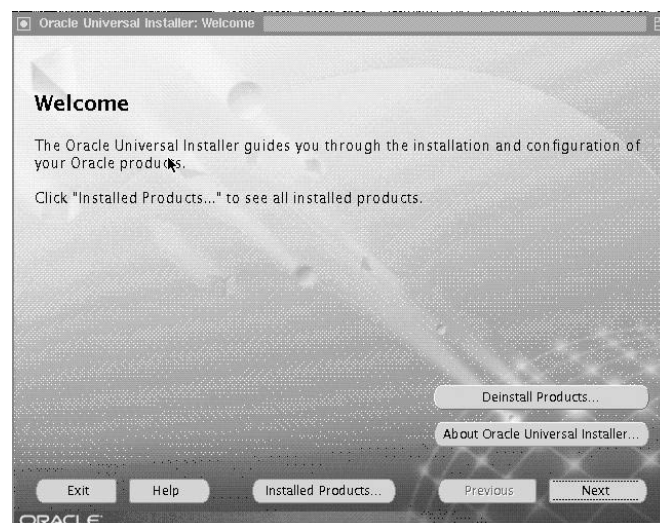 Oracle Universal Installer: Welcome
Welcome
The Oracle Universal Installer guides you through the installation and configuration of
your Oracle products.
Click "Installed Products..." to see all installed products.
Deinstall Products...
About Oracle Universal Installer...
Exit Help Installed Products... Previous Next
ORACLE